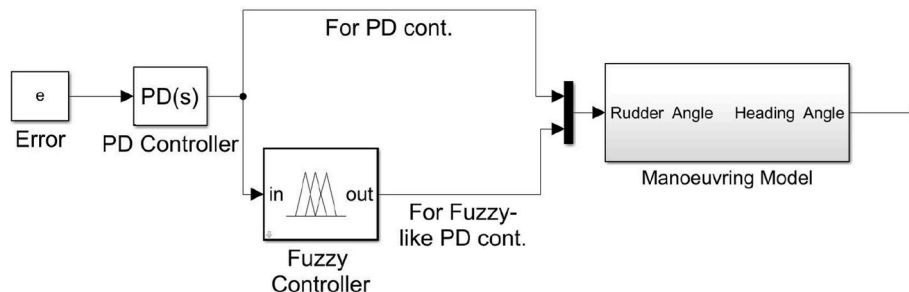 For PD cont.
e
PD(s)
Error
PD Controller
Rudder Angle
Heading Angle
Manoeuvring Model
in
out
For Fuzzy-
like PD cont.
Fuzzy
Controller